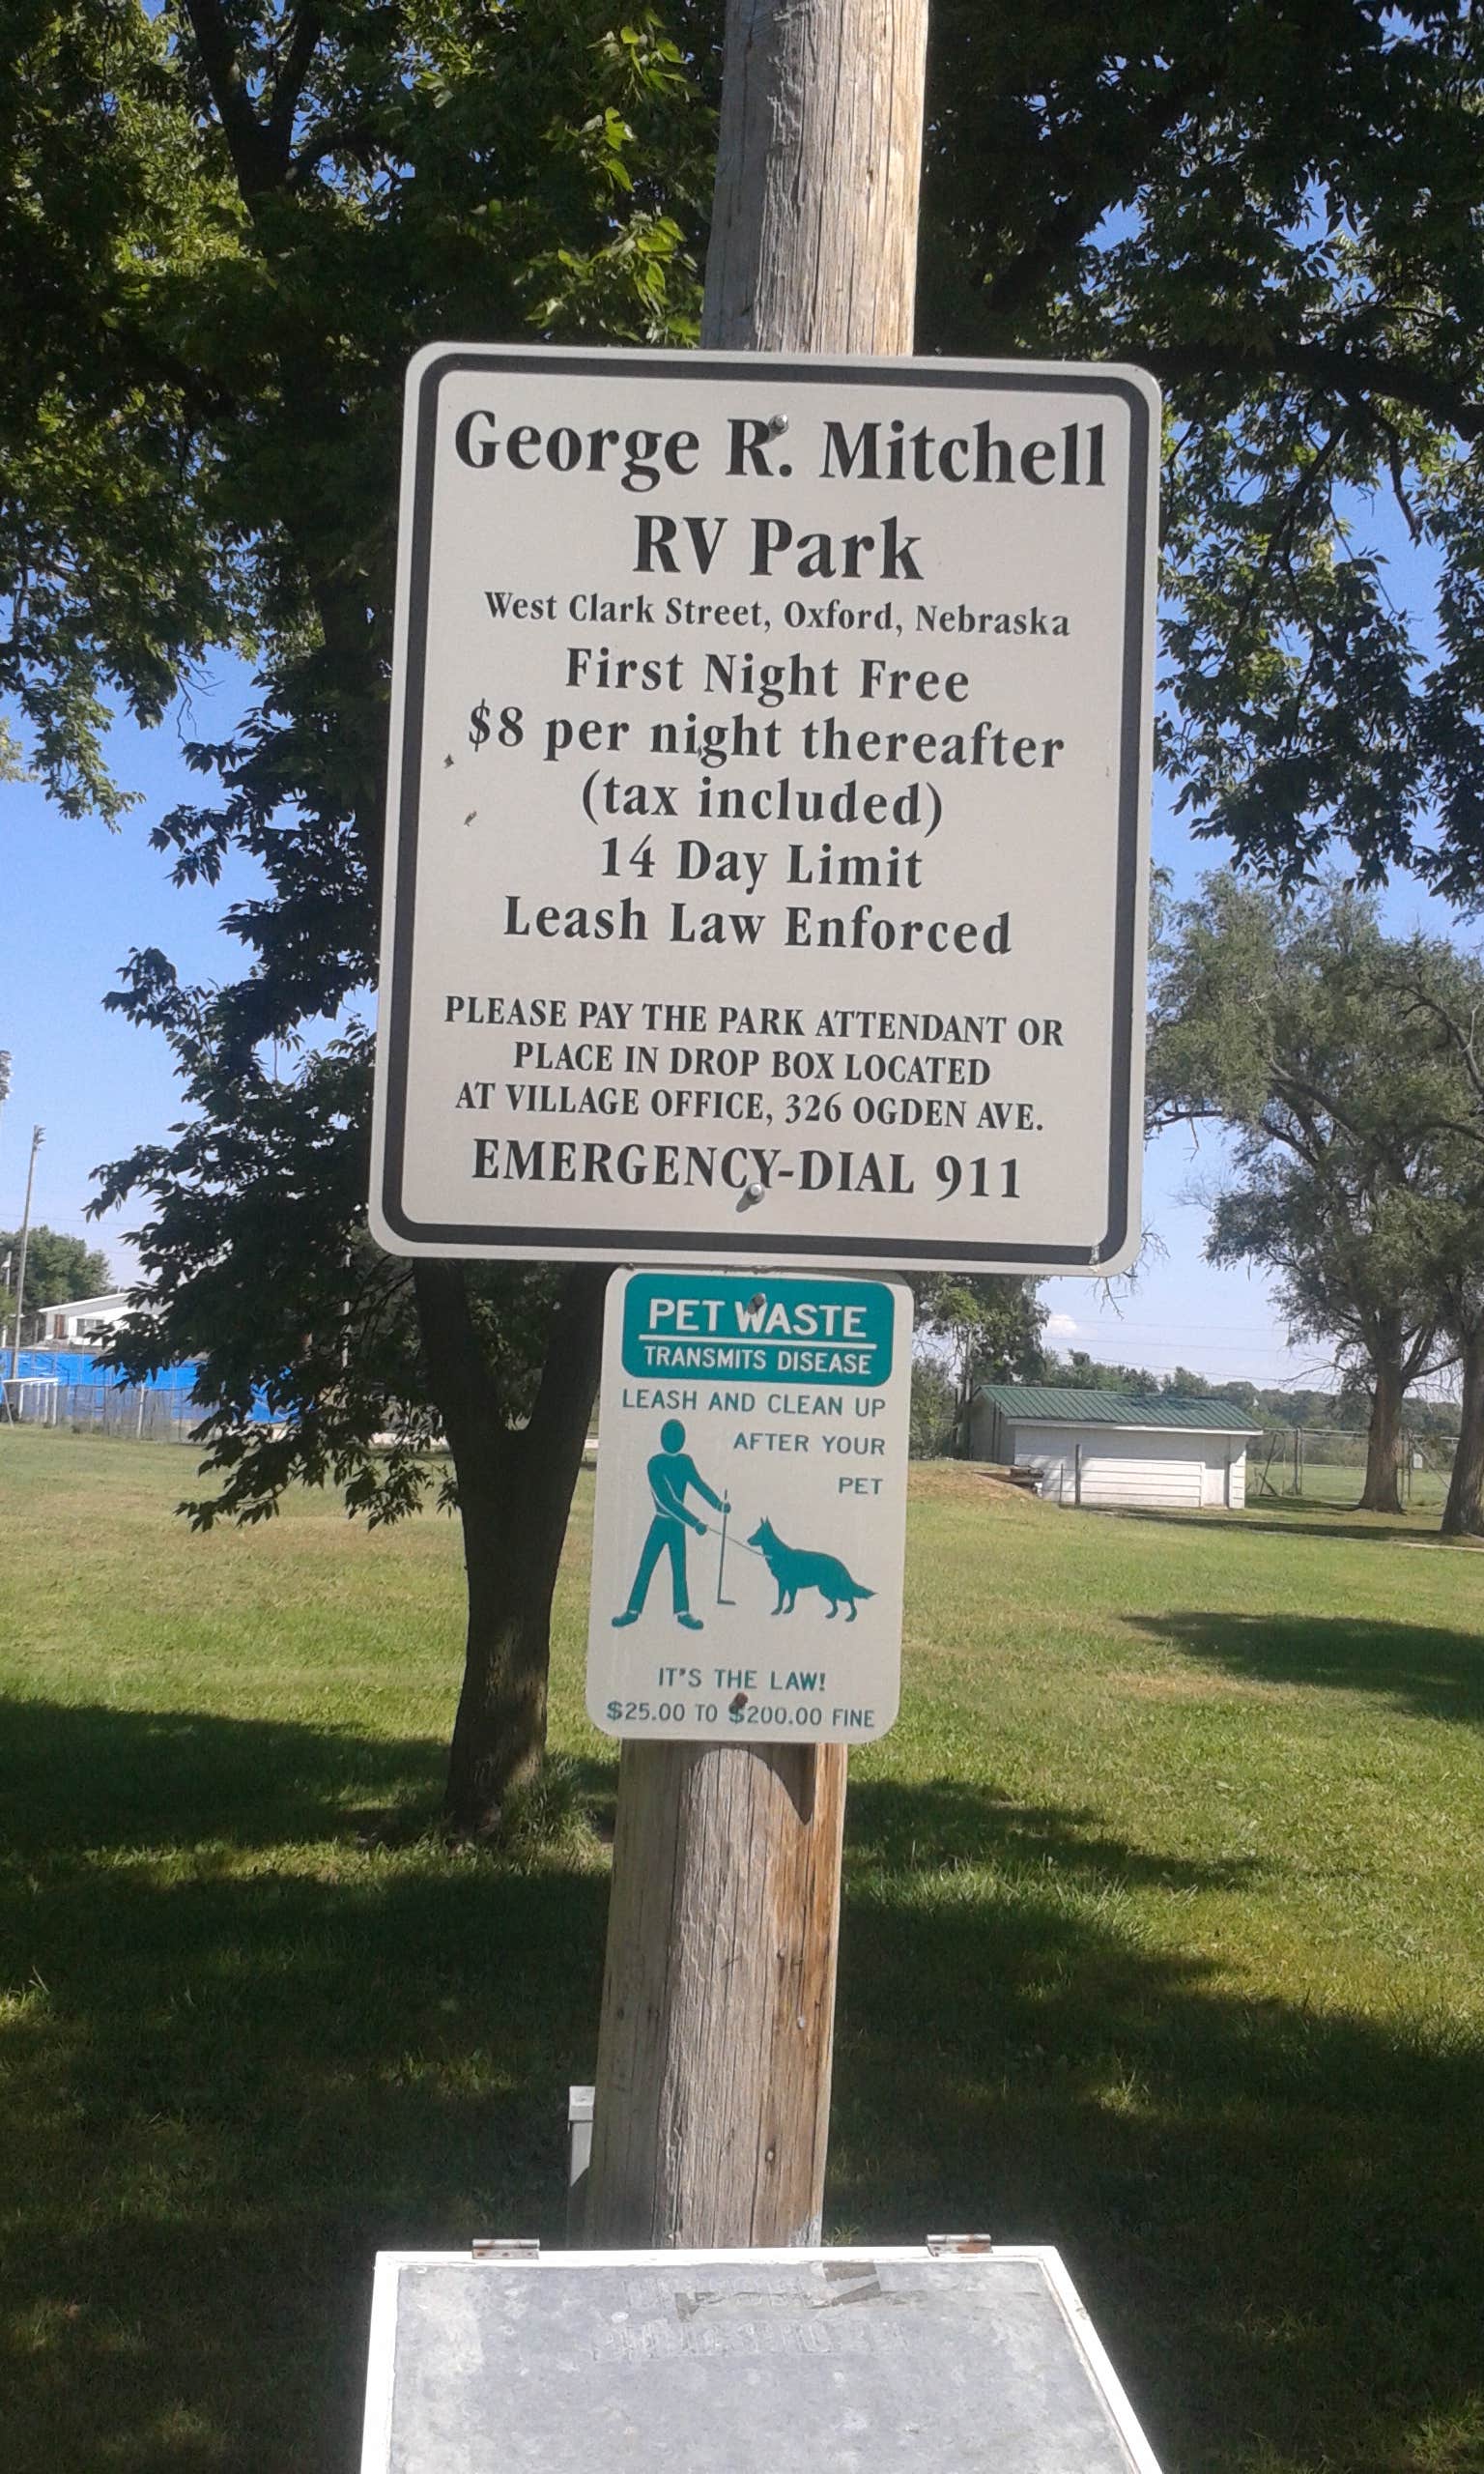 George R. Mitchell
RV Park
West Clark Street, Oxford, Nebraska
First Night Free
$8 per night thereafter
(tax included)
14 Day Limit
Leash Law Enforced
PLEASE PAY THE PARK ATTENDANT OR
PLACE IN DROP BOX LOCATED
AT VILLAGE OFFICE, 326 OGDEN AVE.
EMERGENCY-DIAL 911
PET WASTE
TRANSMITS DISEASE
LEASH AND CLEAN UP
AFTER YOUR
PET
IT'S THE LAW!
$25.00 TO $200.00 FINE